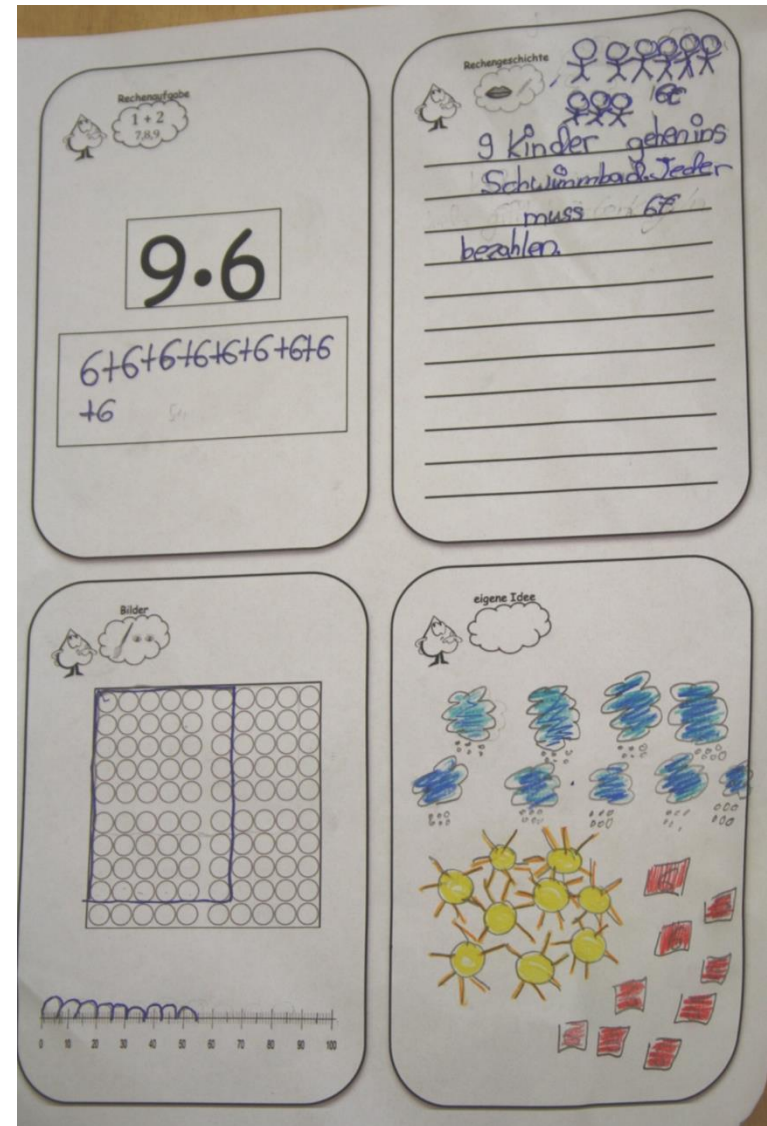 Rechenaufgabe
1 + 2
7,8,9
9·6
6+6+6+6+6+6+6+6
+6
Rechengeschichte
6€
9 Kinder gehen ins
Schwimmbad. Jeder
muss 6€
bezahlen.
Bilder
0 10 20 30 40 50 60 70 80 90 100
eigene Idee